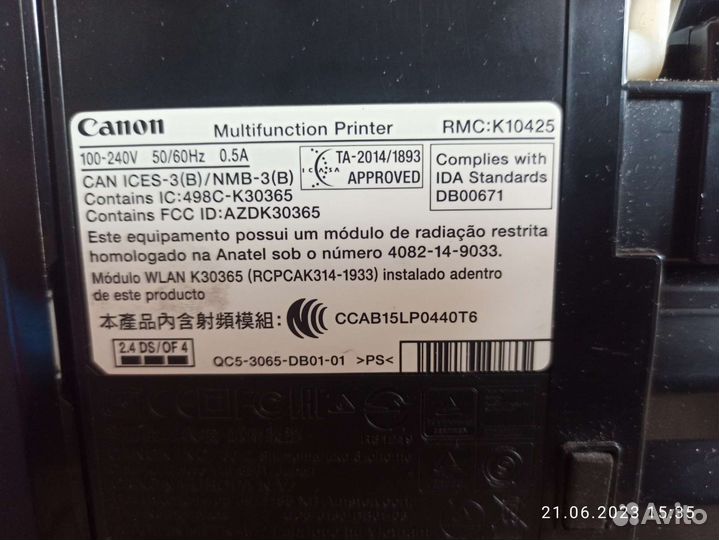 Canon Multifunction Printer RMC:K10425
100-240V 50/60Hz 0.5A
ICASA TA-2014/1893
APPROVED
Complies with
IDA Standards
DB00671
CAN ICES-3(B)/NMB-3(B)
Contains IC:498C-K30365
Contains FCC ID:AZDK30365
Este equipamento possui um módulo de radiação restrita
homologado na Anatel sob o número 4082-14-9033.
Módulo WLAN K30365 (RCPCAK314-1933) instalado adentro
de este producto
本產品內含射頻模組: CCAB15LP0440T6
2.4 DS/OF 4
QC5-3065-DB01-01 >PS<
21.06.2023 15:35
Avito